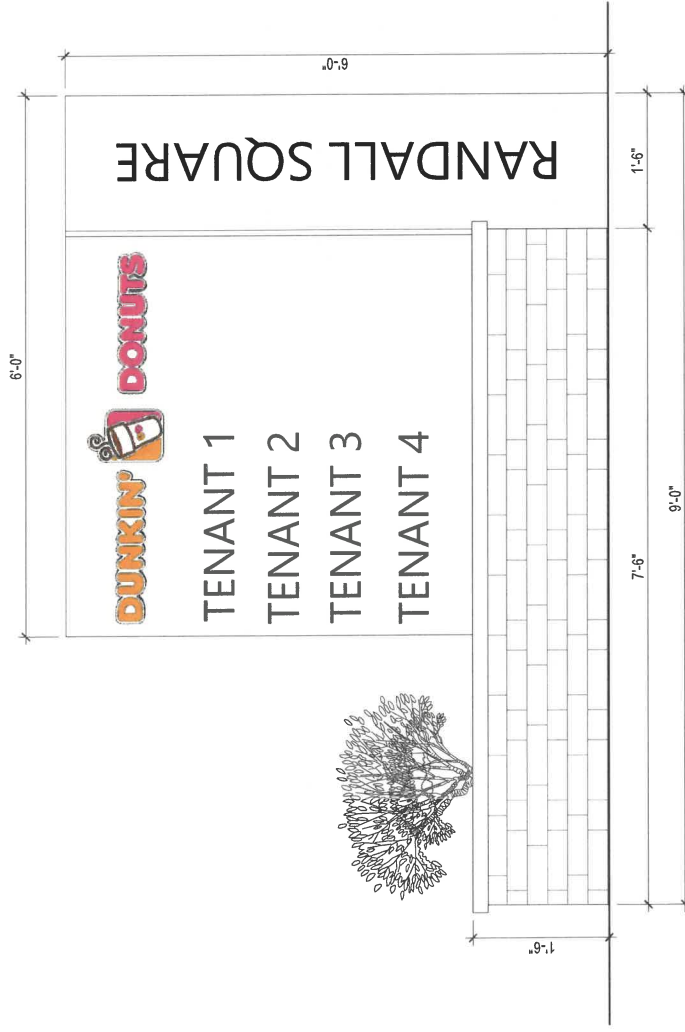 6'-0"
6'-0"
RANDALL SQUARE
DUNKIN' DONUTS
TENANT 1
TENANT 2
TENANT 3
TENANT 4
1'-6"
1'-6"
7'-6"
9'-0"